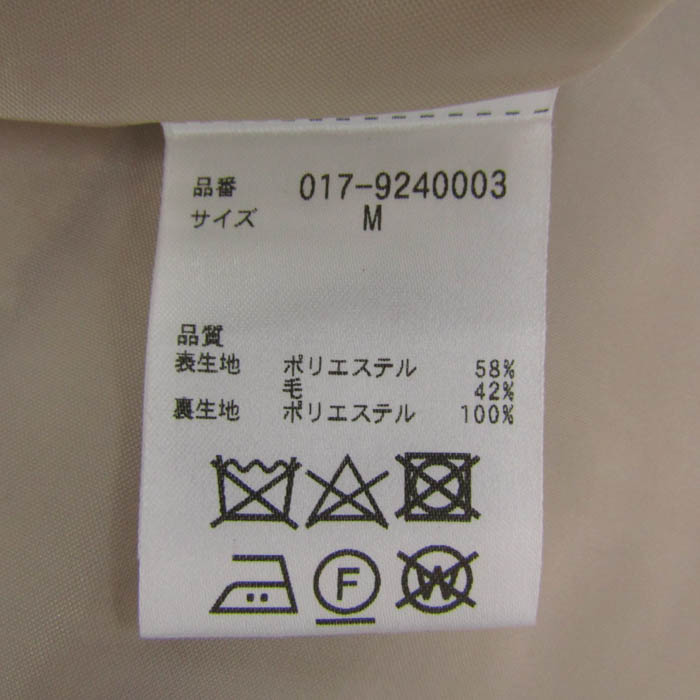 品番 017-9240003
サイズ M
品質
表生地 ポリエステル 58%
毛 42%
裏生地 ポリエステル 100%
F
W